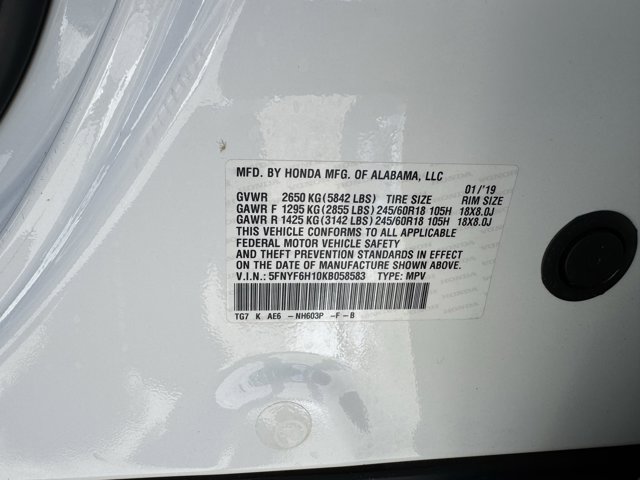 MFD. BY HONDA MFG. OF ALABAMA, LLC 01/'19
GVWR 2650 KG(5842 LBS) TIRE SIZE RIM SIZE
GAWR F 1295 KG(2855 LBS)245/60R18 105H 18X8.0J
GAWR R 1425 KG(3142 LBS)245/60R18 105H 18X8.0J
THIS VEHICLE CONFORMS TO ALL APPLICABLE
FEDERAL MOTOR VEHICLE SAFETY
AND THEFT PREVENTION STANDARDS IN EFFECT
ON THE DATE OF MANUFACTURE SHOWN ABOVE.
V.I.N.: 5FNYF6H10KB058583 TYPE: MPV
TG7 K AE6 -NH603P -F-B